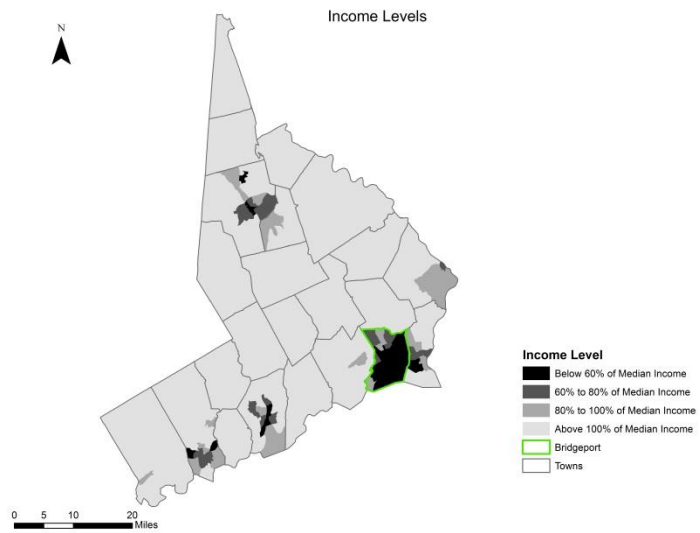 Income Levels
N
Income Level
Below 60% of Median Income
60% to 80% of Median Income
80% to 100% of Median Income
Above 100% of Median Income
Bridgeport
Towns
0 5 10 20
Miles